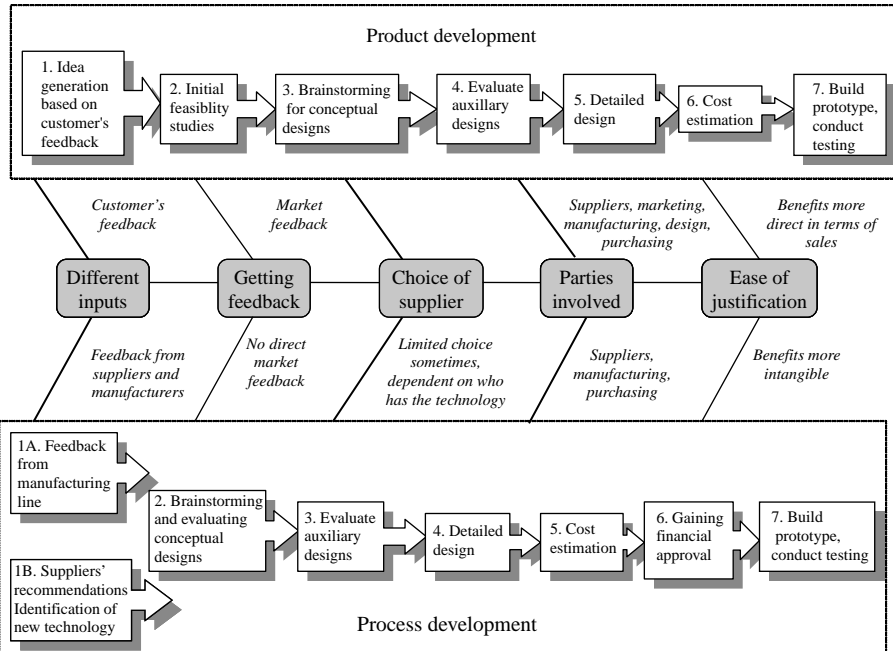 Product development
1. Idea
generation
based on
customer's
feedback
2. Initial
feasiblity
studies
3. Brainstorming
for conceptual
designs
4. Evaluate
auxillary
designs
5. Detailed
design
6. Cost
estimation
7. Build
prototype,
conduct
testing
Customer's
feedback
Market
feedback
Suppliers, marketing,
manufacturing, design,
purchasing
Benefits more
direct in terms of
sales
Different
inputs
Getting
feedback
Choice of
supplier
Parties
involved
Ease of
justification
Feedback from
suppliers and
manufacturers
No direct
market
feedback
Limited choice
sometimes,
dependent on who
has the technology
Suppliers,
manufacturing,
purchasing
Benefits more
intangible
1A. Feedback
from
manufacturing
line
1B. Suppliers'
recommendations
Identification of
new technology
2. Brainstorming
and evaluating
conceptual
designs
3. Evaluate
auxiliary
designs
4. Detailed
design
5. Cost
estimation
6. Gaining
financial
approval
7. Build
prototype,
conduct testing
Process development